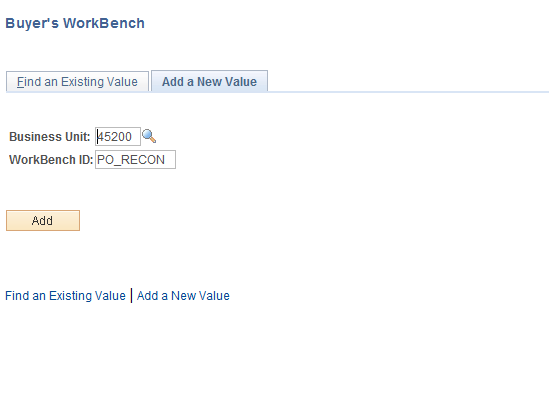 Buyer's WorkBench
Find an Existing Value Add a New Value
Business Unit: 45200
WorkBench ID: PO_RECON
Add
Find an Existing Value | Add a New Value